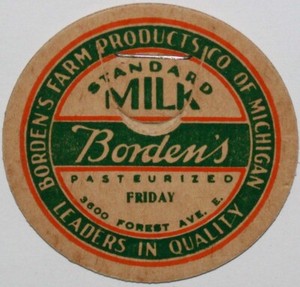 BORDEN'S FARM PRODUCTS CO OF MICHIGAN
STANDARD
MILK
Borden's
PASTEURIZED
FRIDAY
3600 FOREST AVE. E.
LEADERS IN QUALITY